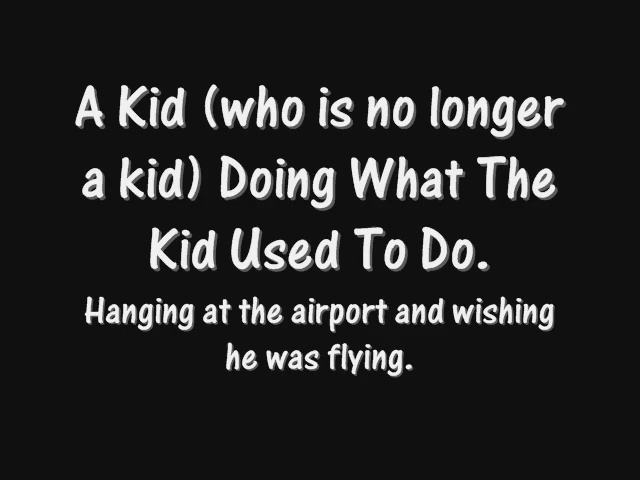 A Kid (who is no longer
a kid) Doing What The
Kid Used To Do.
Hanging at the airport and wishing
he was flying.